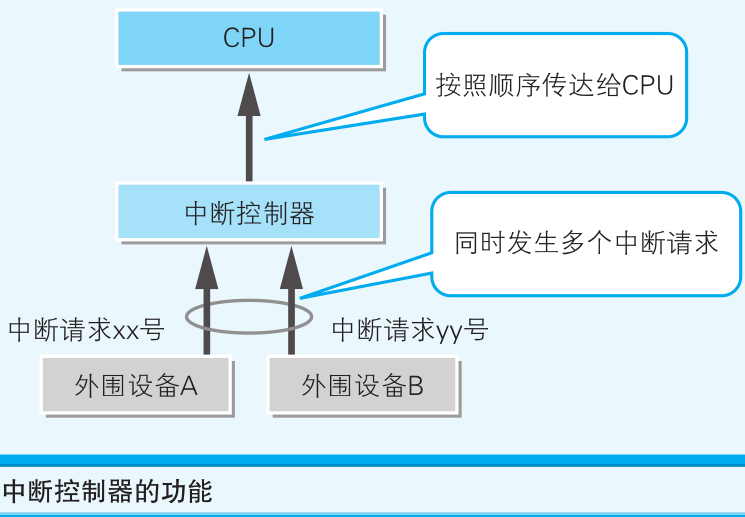 CPU
按照顺序传达给CPU
中断控制器
同时发生多个中断请求
中断请求xx号
中断请求yy号
外围设备A
外围设备B
中断控制器的功能